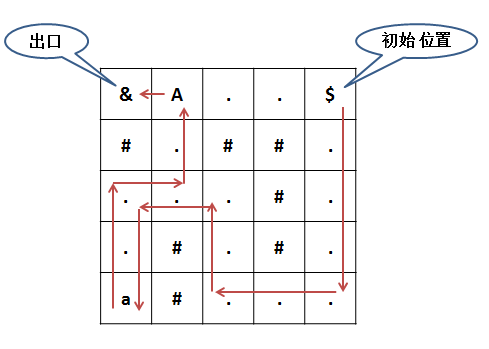 出口
初始位置
& A . . $
# . # # .
. . . # .
. # . # .
a # . . .